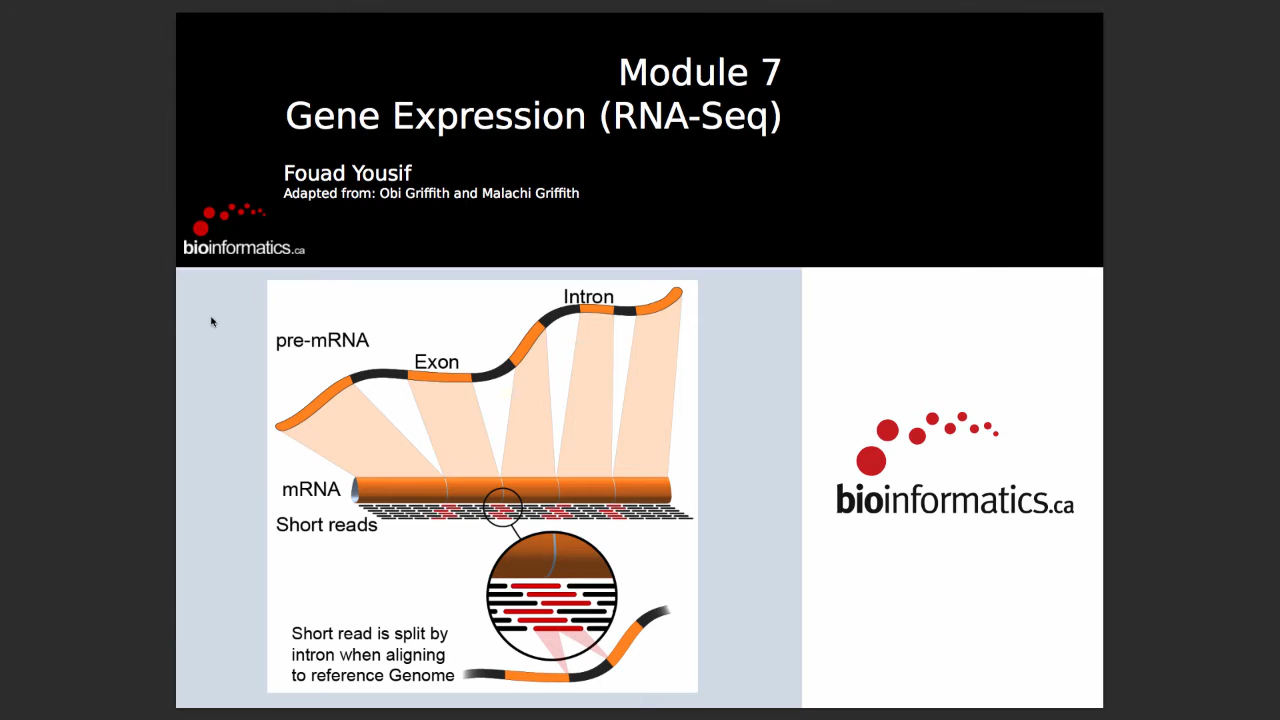 Module 7
Gene Expression (RNA-Seq)
Fouad Yousif
Adapted from: Obi Griffith and Malachi Griffith
bioinformatics.ca
Intron
pre-mRNA
Exon
mRNA
Short reads
Short read is split by
intron when aligning
to reference Genome
bioinformatics.ca